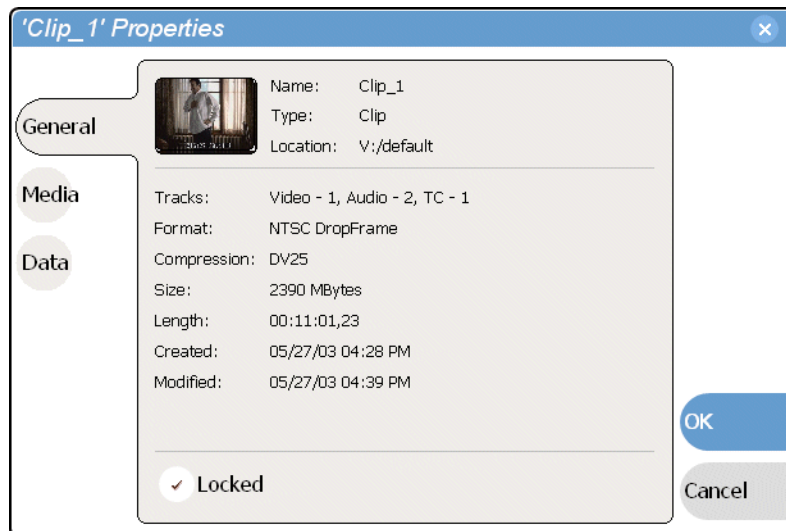 'Clip_1' Properties
General
Media
Data
Name: Clip_1
Type: Clip
Location: V:/default
Tracks: Video - 1, Audio - 2, TC - 1
Format: NTSC DropFrame
Compression: DV25
Size: 2390 MBytes
Length: 00:11:01,23
Created: 05/27/03 04:28 PM
Modified: 05/27/03 04:39 PM
Locked
OK
Cancel